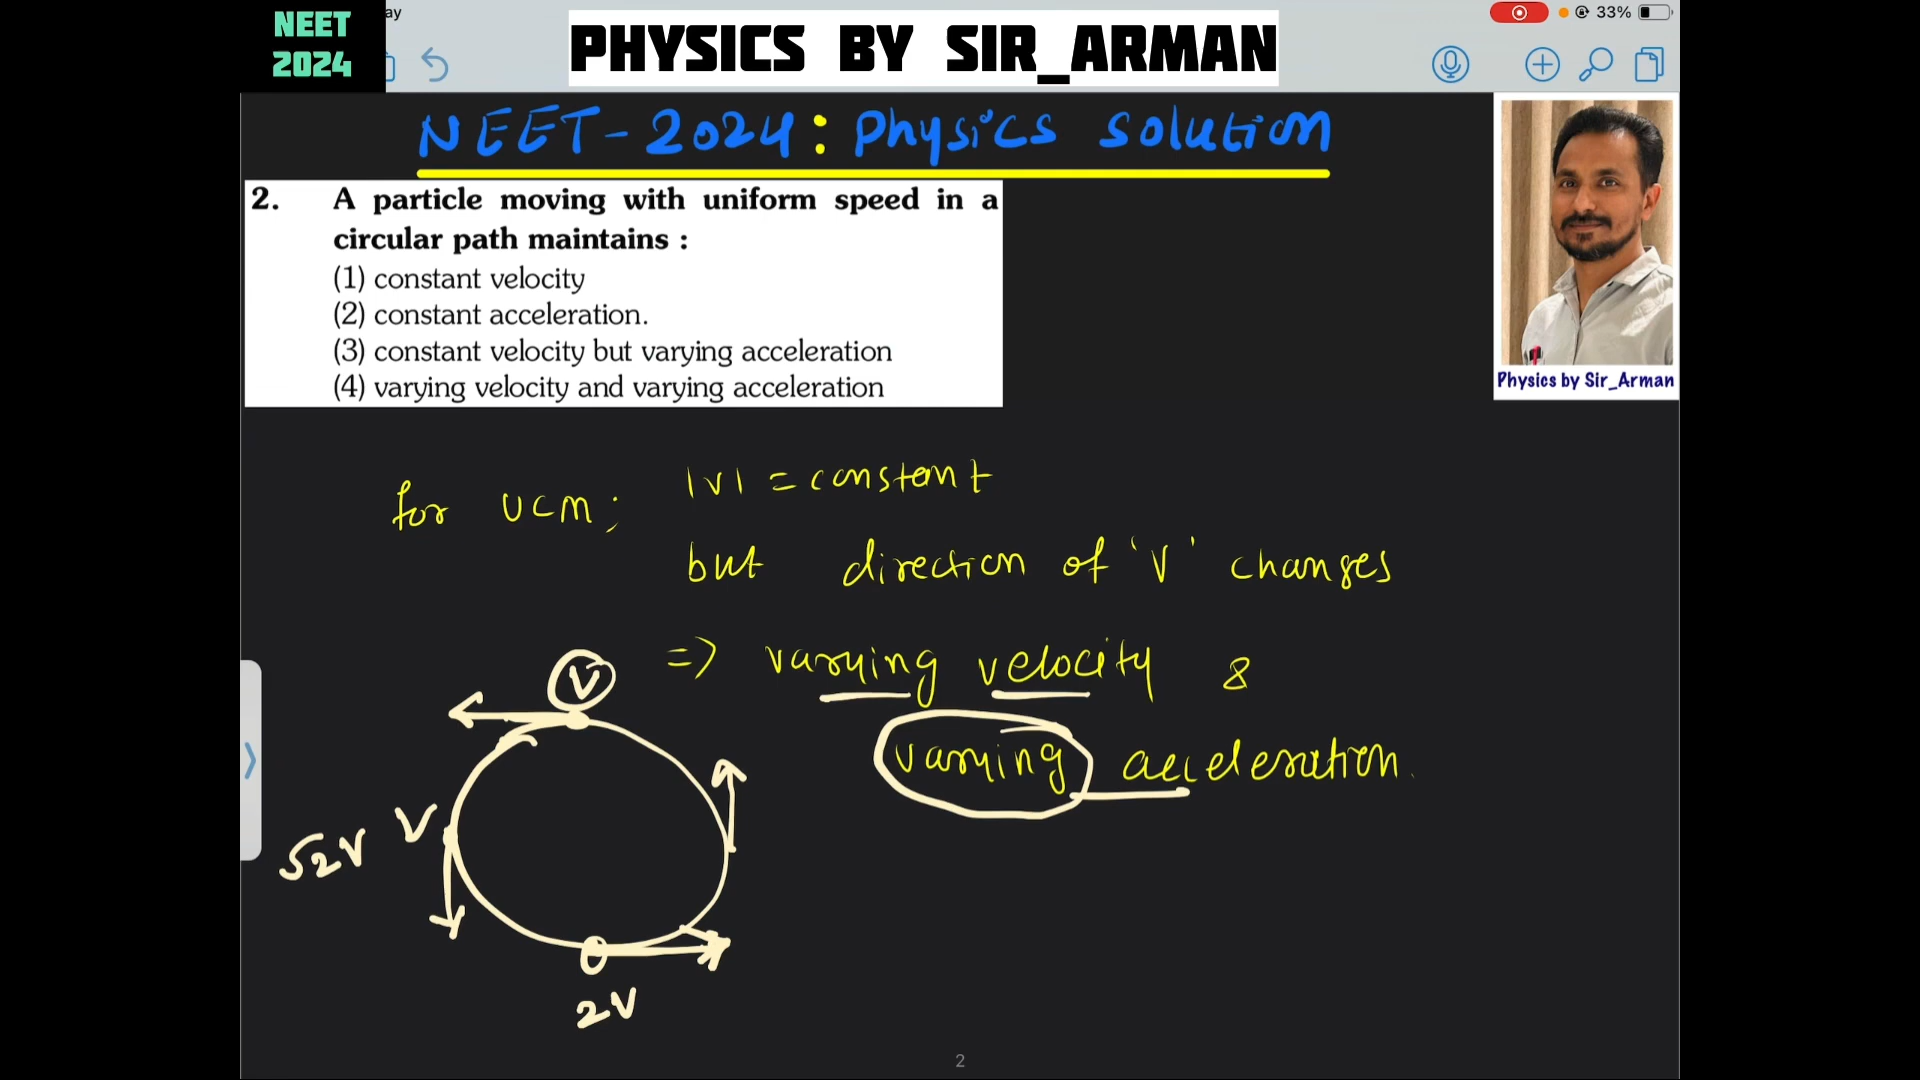 NEET
2024
ay
PHYSICS BY SIR_ARMAN
33%
NEET-2024: Physics solution
2. A particle moving with uniform speed in a
circular path maintains :
(1) constant velocity
(2) constant acceleration.
(3) constant velocity but varying acceleration
(4) varying velocity and varying acceleration
Physics by Sir_Arman
for UCM; |v| = constant
but direction of 'V' changes
=> varying velocity &
varying acceleration.
V
V
√2V
2V
2